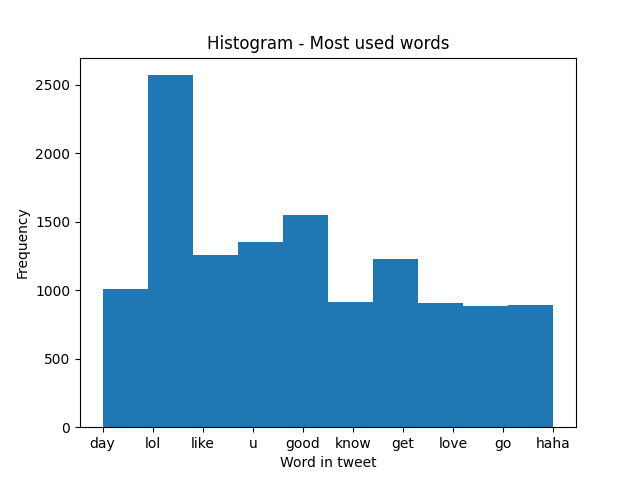 Histogram - Most used words
2500
2000
1500
1000
500
0
Frequency
day lol like u good know get love go haha
Word in tweet